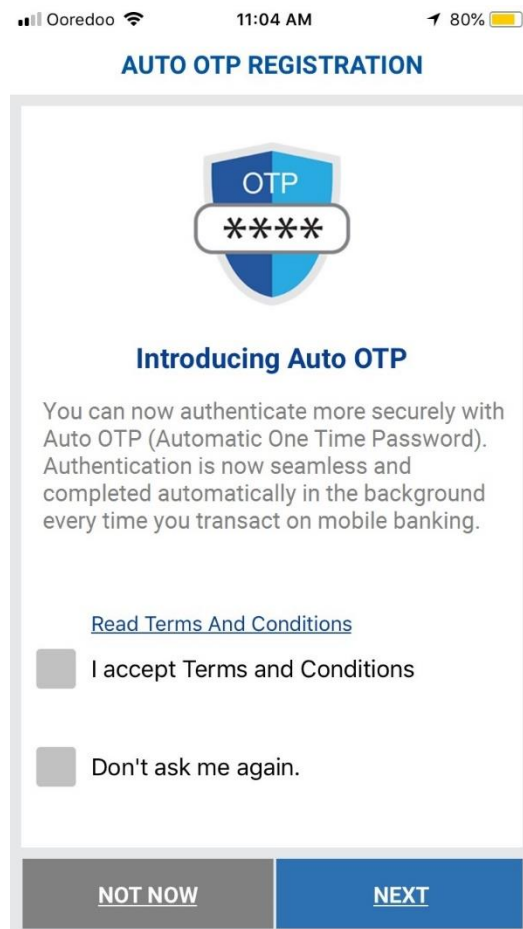 Ooredoo 11:04 AM 80%
AUTO OTP REGISTRATION
OTP
****
Introducing Auto OTP
You can now authenticate more securely with
Auto OTP (Automatic One Time Password).
Authentication is now seamless and
completed automatically in the background
every time you transact on mobile banking.
Read Terms And Conditions
I accept Terms and Conditions
Don't ask me again.
NOT NOW NEXT